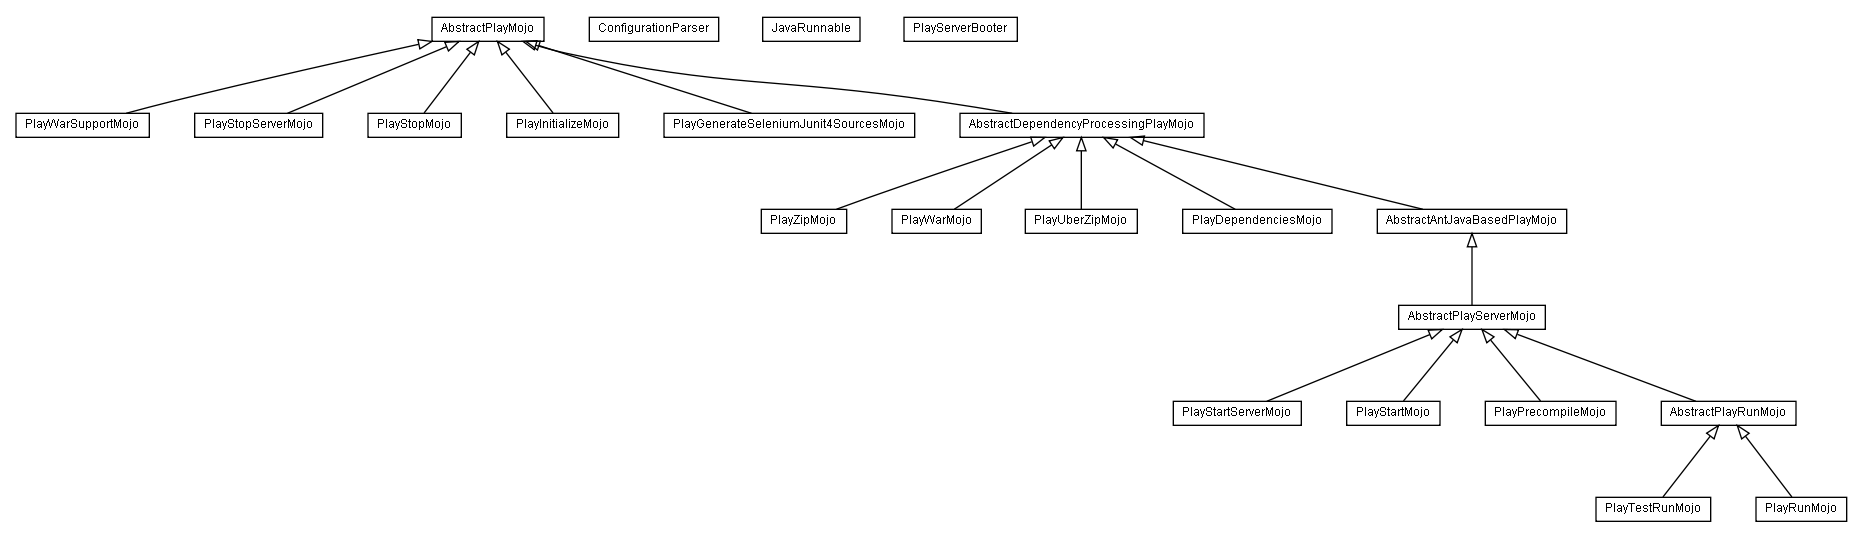 AbstractPlayMojo
ConfigurationParser
JavaRunnable
PlayServerBooter
PlayWarSupportMojo
PlayStopServerMojo
PlayStopMojo
PlayInitializeMojo
PlayGenerateSeleniumJunit4SourcesMojo
AbstractDependencyProcessingPlayMojo
PlayZipMojo
PlayWarMojo
PlayUberZipMojo
PlayDependenciesMojo
AbstractAntJavaBasedPlayMojo
AbstractPlayServerMojo
PlayStartServerMojo
PlayStartMojo
PlayPrecompileMojo
AbstractPlayRunMojo
PlayTestRunMojo
PlayRunMojo